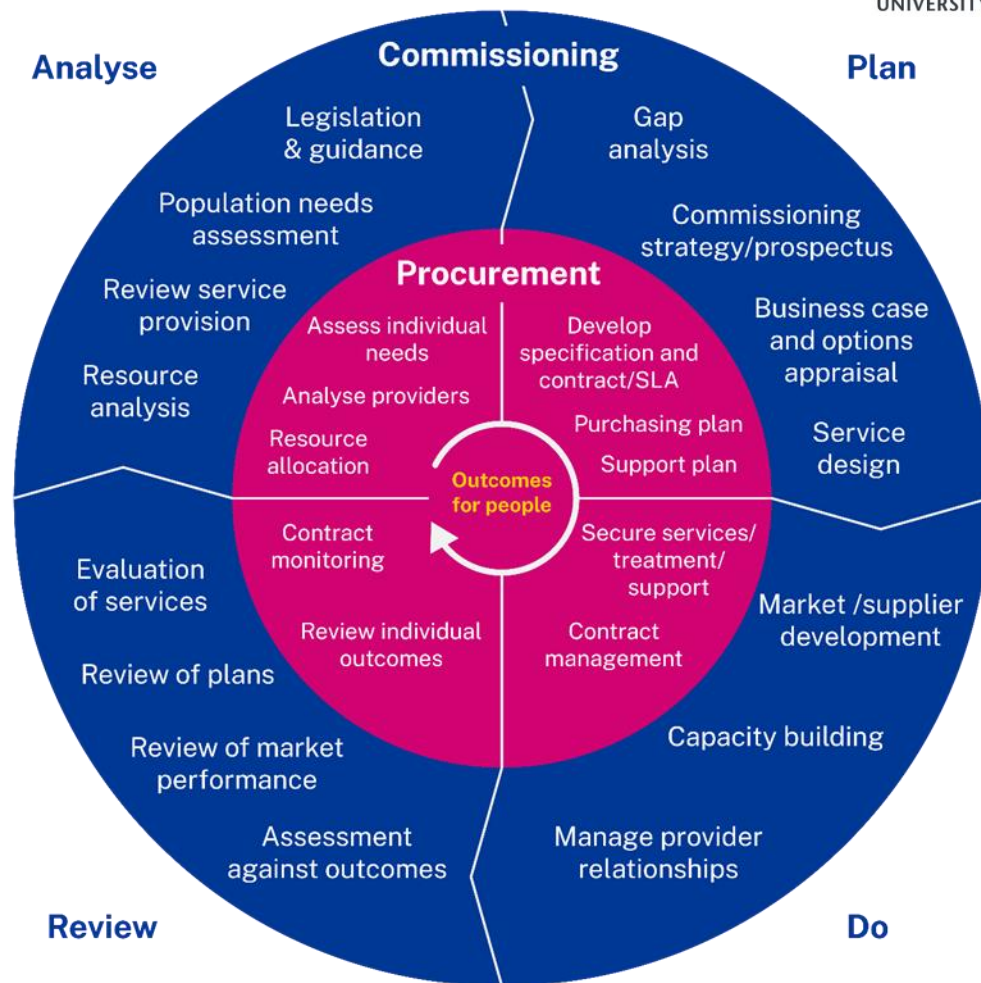 UNIVERSITY
Analyse
Commissioning
Plan
Legislation
& guidance
Population needs
assessment
Review service
provision
Resource
analysis
Gap
analysis
Commissioning
strategy/prospectus
Business case
and options
appraisal
Service
design
Procurement
Assess individual
needs
Analyse providers
Resource
allocation
Develop
specification and
contract/SLA
Purchasing plan
Support plan
Outcomes
for people
Contract
monitoring
Review individual
outcomes
Secure services/
treatment/
support
Contract
management
Evaluation
of services
Review of plans
Review of market
performance
Assessment
against outcomes
Market /supplier
development
Capacity building
Manage provider
relationships
Review
Do